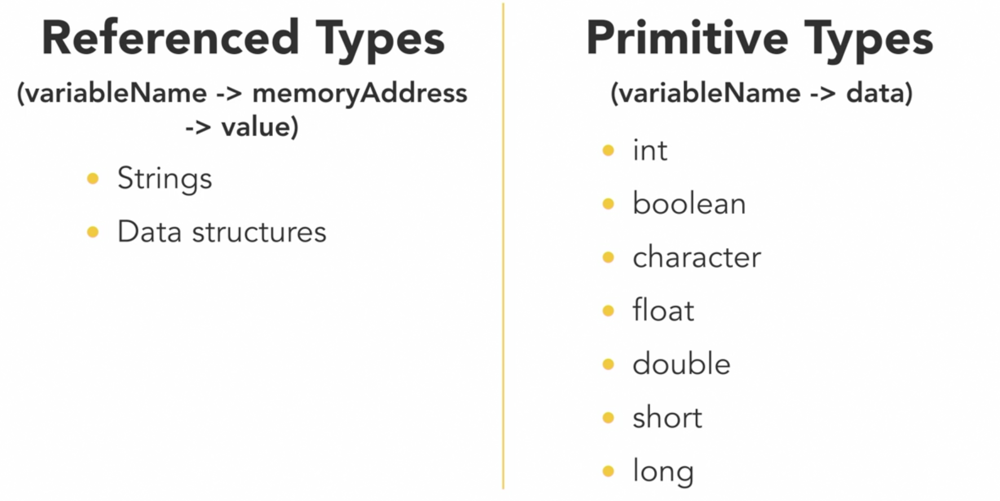 Referenced Types
(variableName -> memoryAddress
-> value)
Strings
Data structures
Primitive Types
(variableName -> data)
int
boolean
character
float
double
short
long